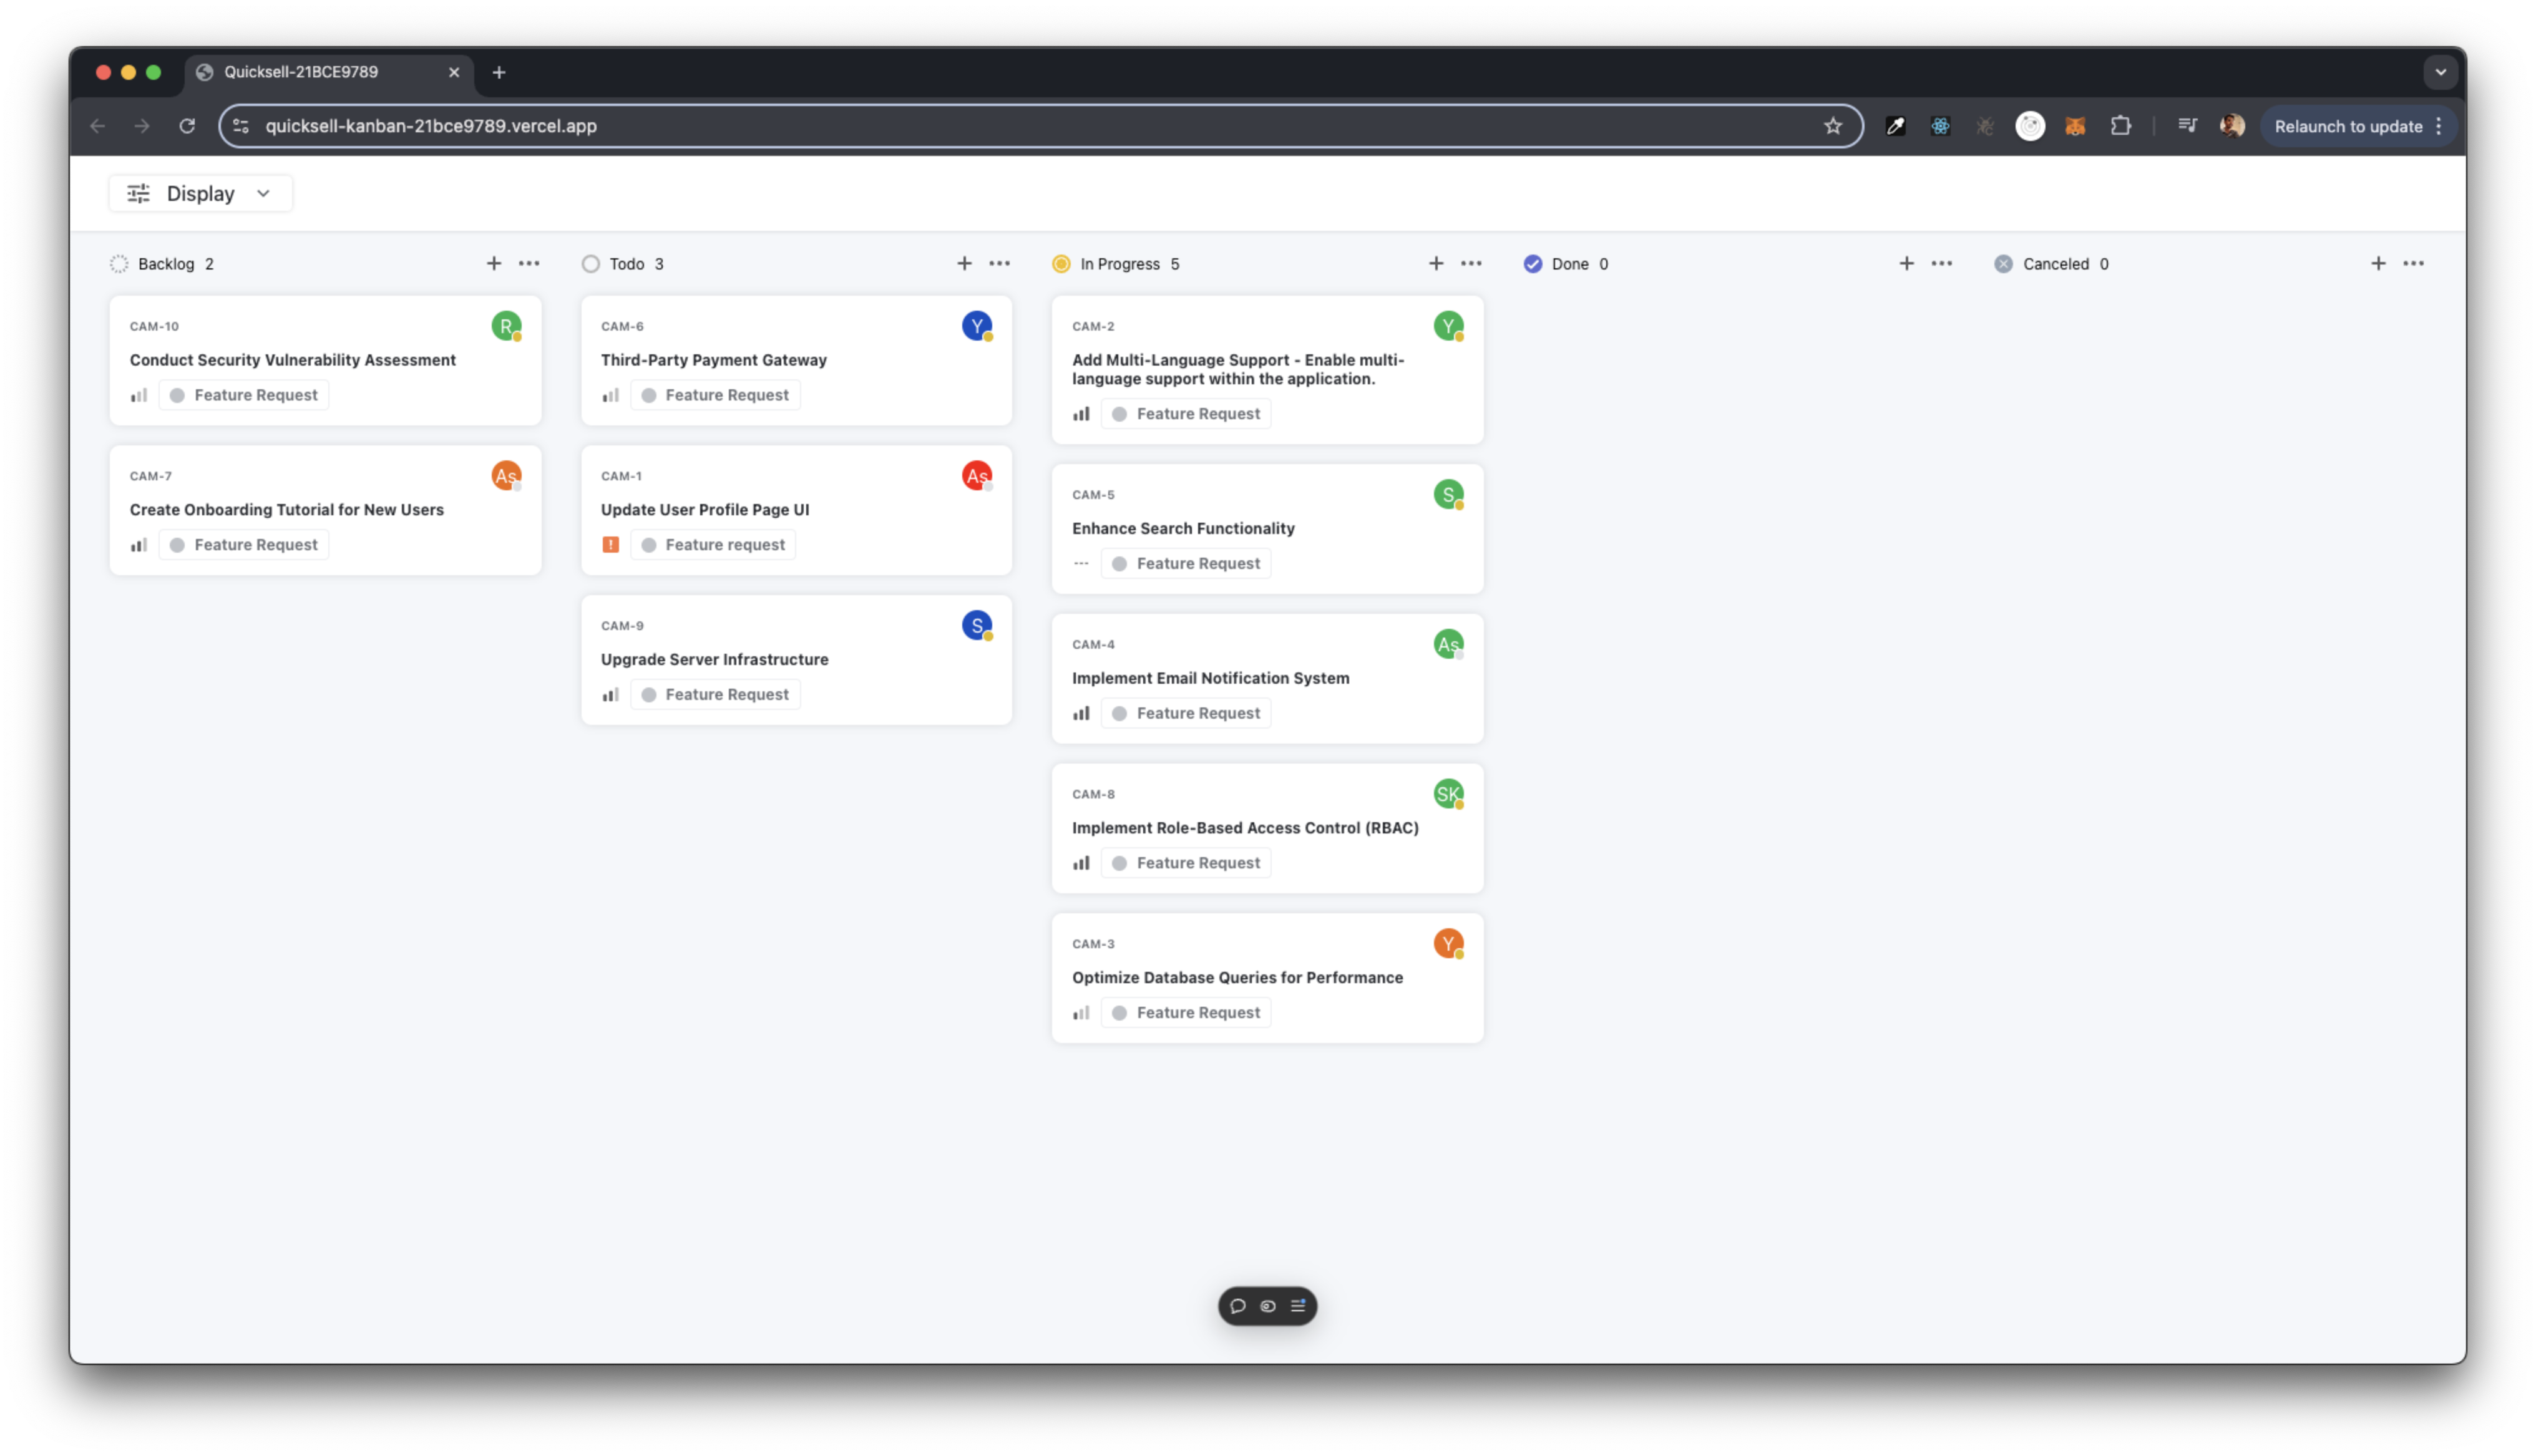 Quicksell-21BCE9789
quicksell-kanban-21bce9789.vercel.app
Relaunch to update
Display
Backlog 2
CAM-10
R
Conduct Security Vulnerability Assessment
Feature Request
CAM-7
As
Create Onboarding Tutorial for New Users
Feature Request
Todo 3
CAM-6
Y
Third-Party Payment Gateway
Feature Request
CAM-1
As
Update User Profile Page UI
! Feature request
CAM-9
S
Upgrade Server Infrastructure
Feature Request
In Progress 5
CAM-2
Y
Add Multi-Language Support - Enable multi-
language support within the application.
Feature Request
CAM-5
S
Enhance Search Functionality
--- Feature Request
CAM-4
As
Implement Email Notification System
Feature Request
CAM-8
SK
Implement Role-Based Access Control (RBAC)
Feature Request
CAM-3
Y
Optimize Database Queries for Performance
Feature Request
Done 0
Canceled 0